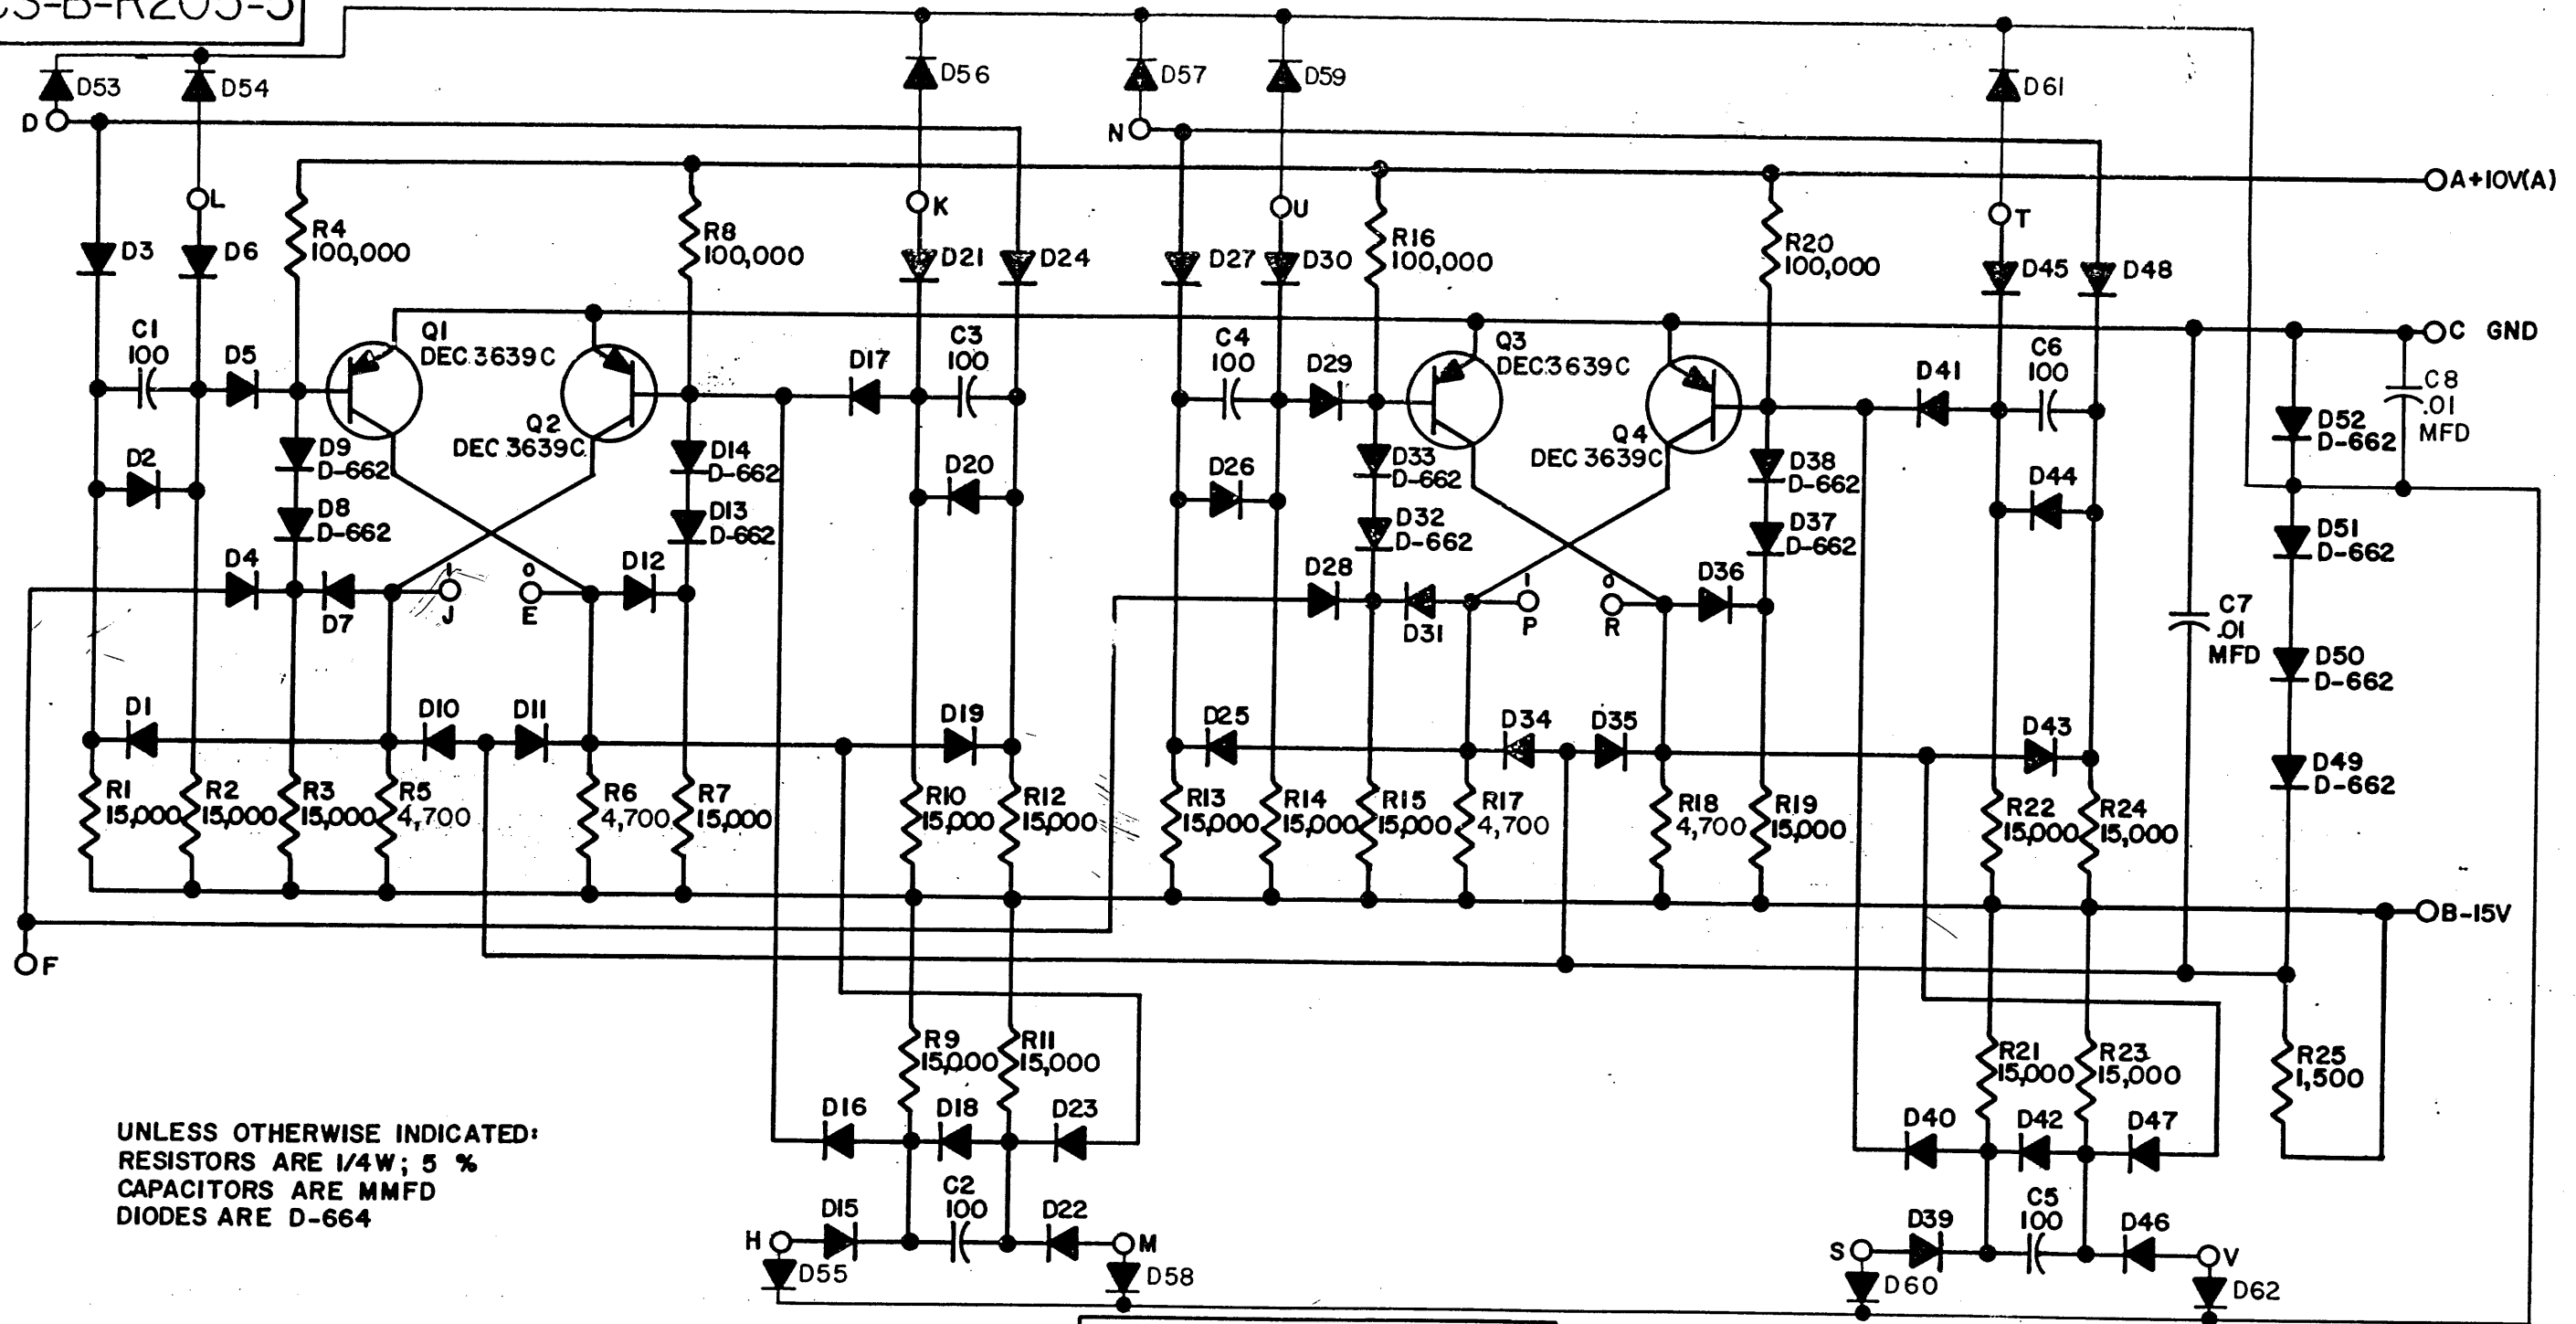 CS-B-R205-5
D53
D54
D56
D57
D59
D61
D
N
L
K
U
T
A+10V(A)
D3
D6
R4
100,000
R8
100,000
D21
D24
D27
D30
R16
100,000
R20
100,000
D45
D48
C1
100
D5
Q1
DEC 3639C
Q2
DEC 3639C
D17
C3
100
C4
100
D29
Q3
DEC 3639C
Q4
DEC 3639C
D41
C6
100
C GND
C8
.01
MFD
D52
D-662
D2
D9
D-662
D8
D-662
D14
D-662
D13
D-662
D20
D26
D33
D-662
D32
D-662
D38
D-662
D37
D-662
D44
D51
D-662
D4
D7
1
J
0
E
D12
D28
D31
1
P
0
R
D36
C7
.01
MFD
D50
D-662
D1
D10
D11
D19
D25
D34
D35
D43
D49
D-662
R1
15,000
R2
15,000
R3
15,000
R5
4,700
R6
4,700
R7
15,000
R10
15,000
R12
15,000
R13
15,000
R14
15,000
R15
15,000
R17
4,700
R18
4,700
R19
15,000
R22
15,000
R24
15,000
B-15V
F
R9
15,000
R11
15,000
R21
15,000
R23
15,000
R25
1,500
D16
D18
D23
D40
D42
D47
UNLESS OTHERWISE INDICATED:
RESISTORS ARE 1/4W; 5 %
CAPACITORS ARE MMFD
DIODES ARE D-664
H
D15
C2
100
D22
M
D55
D58
S
D39
C5
100
D46
V
D60
D62